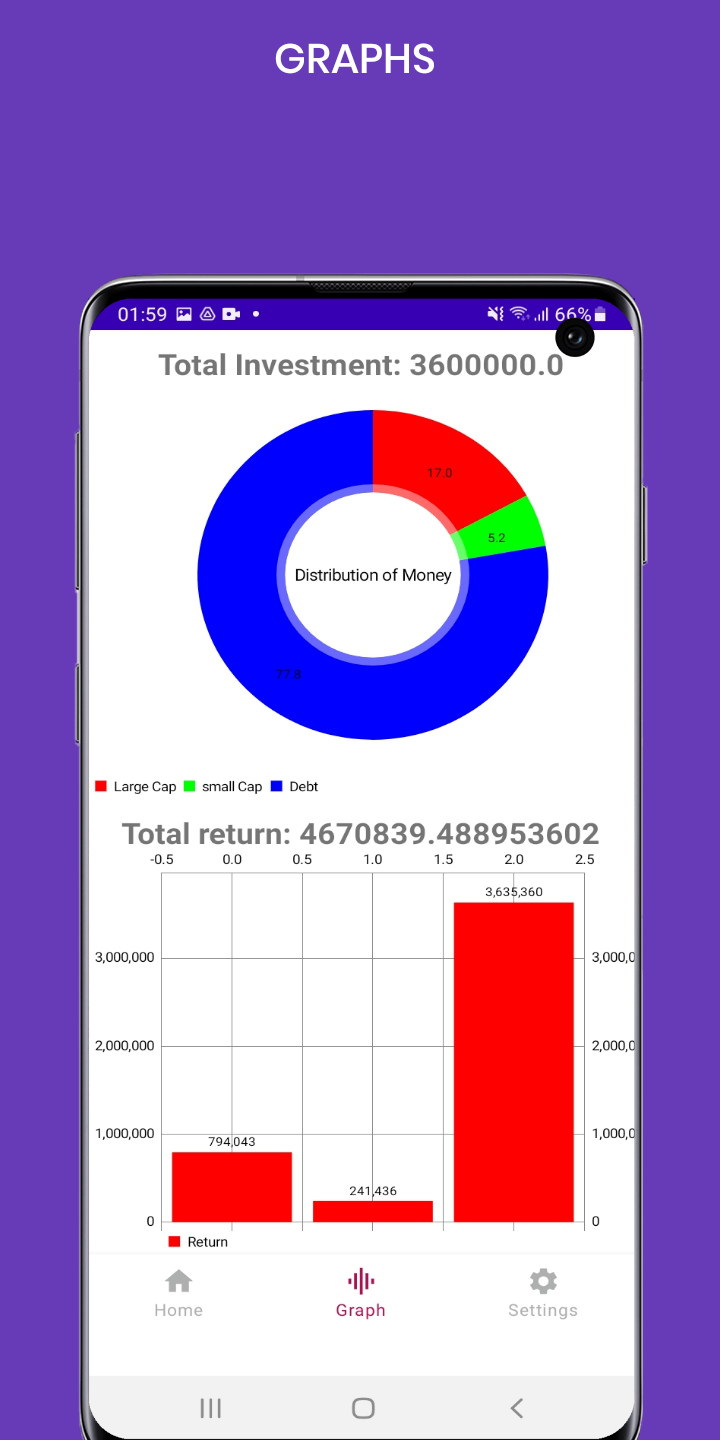 GRAPHS
01:59 66%
Total Investment: 3600000.0
17.0
5.2
Distribution of Money
77.8
Large Cap small Cap Debt
Total return: 4670839.488953602
-0.5 0.0 0.5 1.0 1.5 2.0 2.5
3,635,360
3,000,000 3,000,0
2,000,000 2,000,0
1,000,000 1,000,0
794,043
241,436
0 0
Return
Home Graph Settings